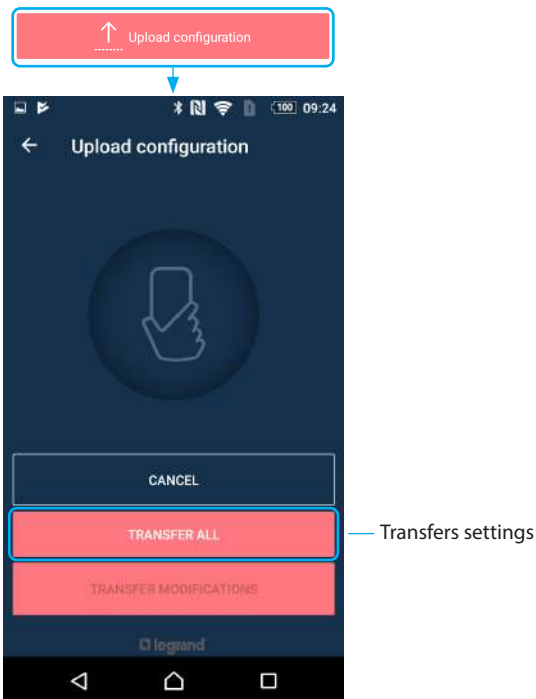 Upload configuration
100 09:24
Upload configuration
CANCEL
TRANSFER ALL
Transfers settings
TRANSFER MODIFICATIONS
legrand